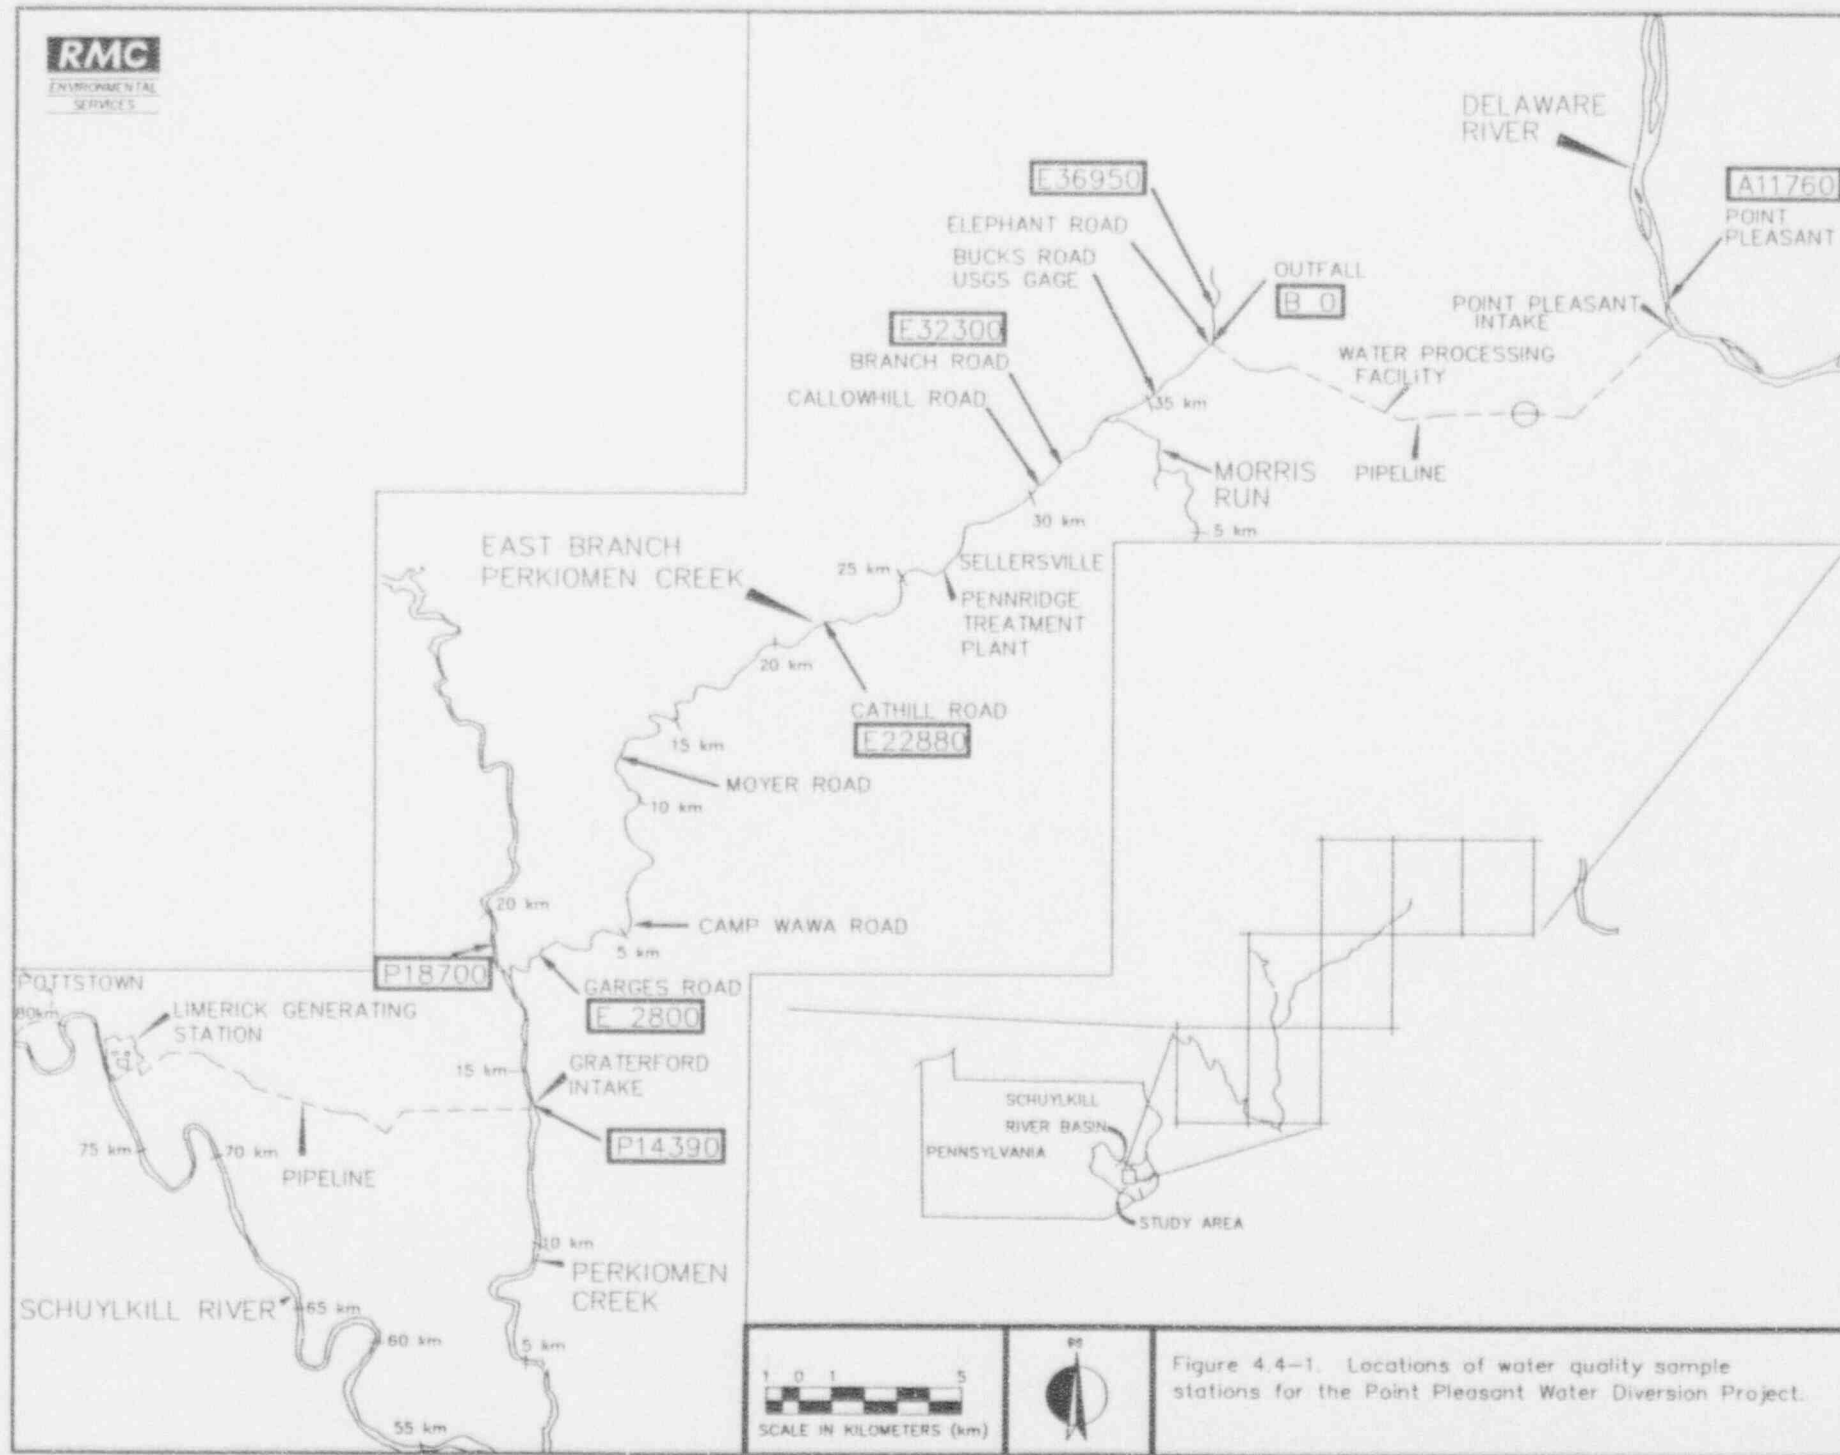 RMC
ENVIRONMENTAL
SERVICES
DELAWARE
RIVER
E36950
A11760
POINT
PLEASANT
ELEPHANT ROAD
BUCKS ROAD
USGS GAGE
OUTFALL
B 0
POINT PLEASANT
INTAKE
E32300
BRANCH ROAD
WATER PROCESSING
FACILITY
CALLOWHILL ROAD
35 km
MORRIS
RUN
PIPELINE
30 km
5 km
EAST BRANCH
PERKIOMEN CREEK
25 km
SELLERSVILLE
PENNRIDGE
TREATMENT
PLANT
20 km
CATHILL ROAD
E22880
15 km
MOYER ROAD
10 km
20 km
CAMP WAWA ROAD
5 km
P18700
GARGES ROAD
E 2800
POTTSTOWN
80km
LIMERICK GENERATING
STATION
15 km
GRATERFORD
INTAKE
P14390
75 km
70 km
PIPELINE
SCHUYLKILL
RIVER BASIN
PENNSYLVANIA
STUDY AREA
10 km
PERKIOMEN
CREEK
SCHUYLKILL RIVER
65 km
60 km
5 km
55 km
1 0 1 5
SCALE IN KILOMETERS (km)
Figure 4.4-1. Locations of water quality sample
stations for the Point Pleasant Water Diversion Project.